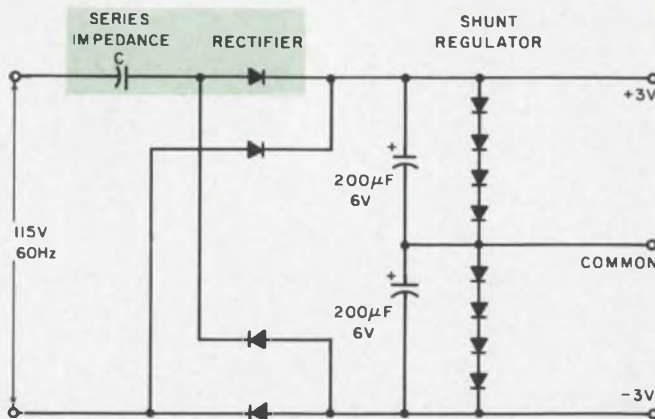 SERIES
IMPEDANCE
C
RECTIFIER
SHUNT
REGULATOR
+3V
+
200μF
6V
115V
60Hz
COMMON
+
200μF
6V
-3V